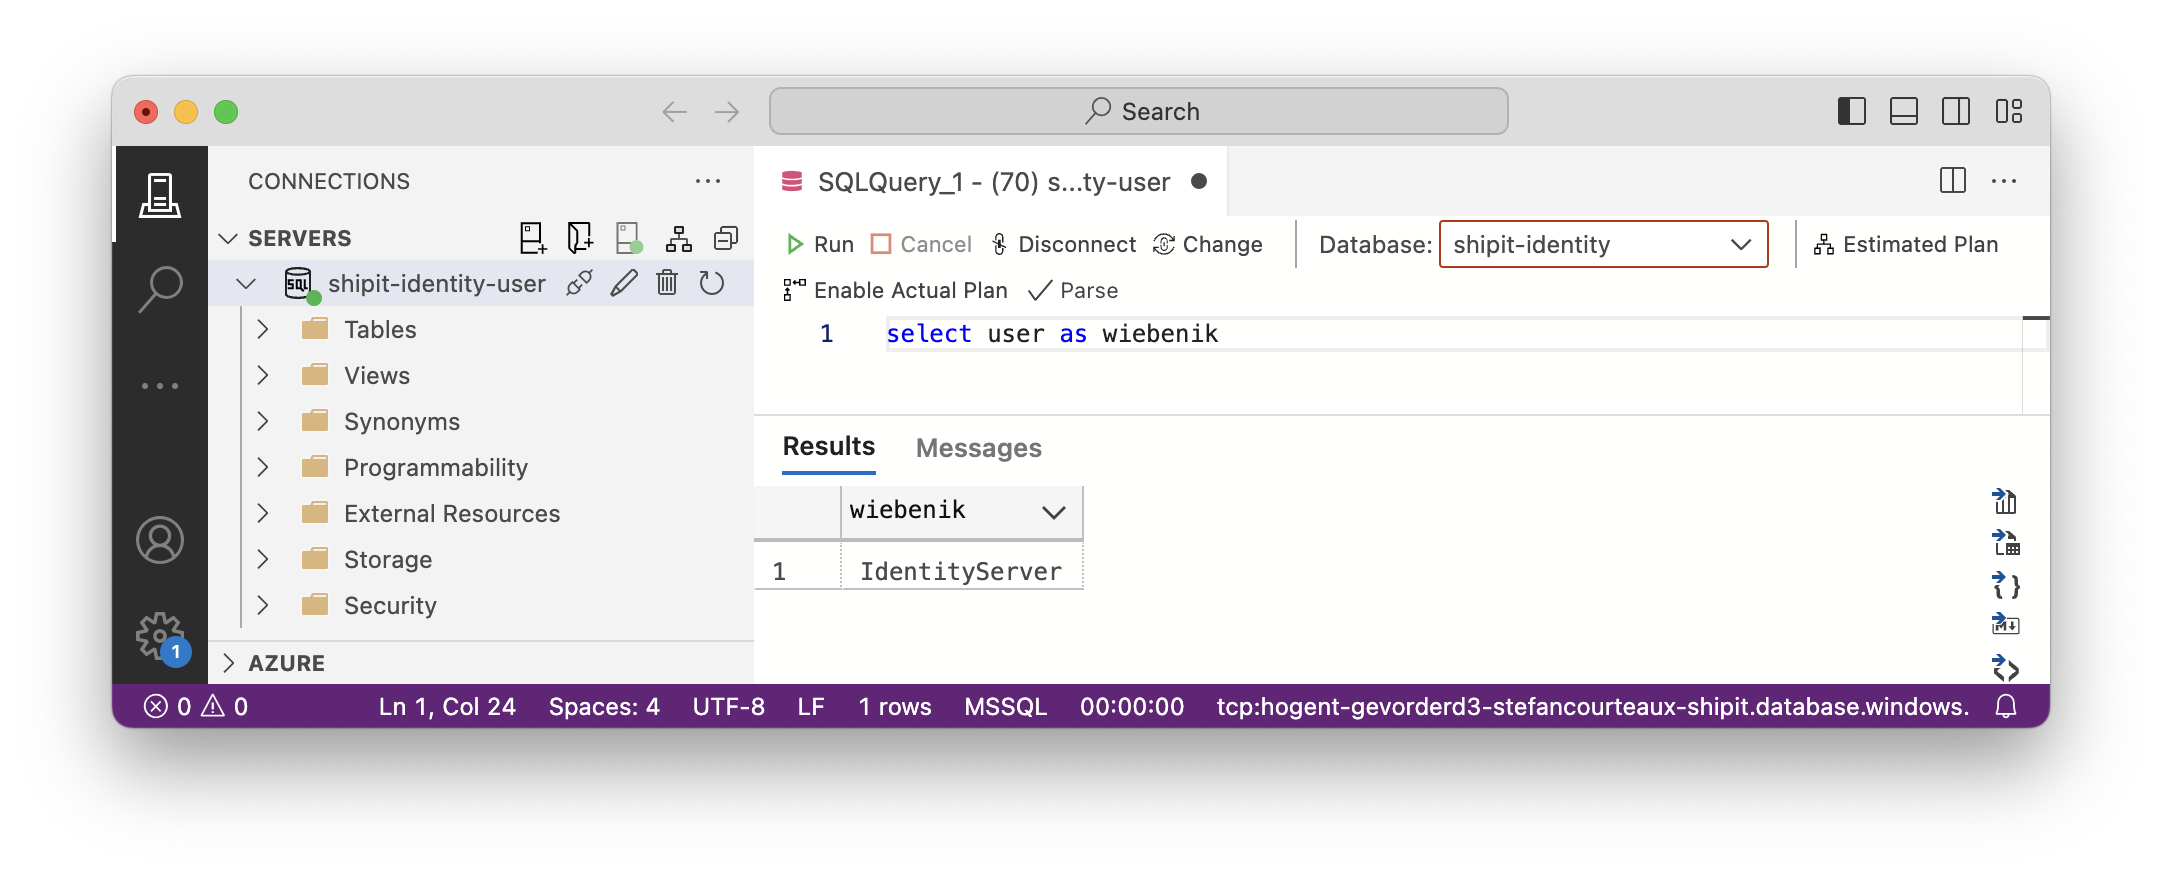 Search
CONNECTIONS
SERVERS
SQL shipit-identity-user
Tables
Views
Synonyms
Programmability
External Resources
Storage
Security
AZURE
1
SQLQuery_1 - (70) s...ty-user
Run Cancel Disconnect Change Database: shipit-identity Estimated Plan
Enable Actual Plan Parse
1 select user as wiebenik
Results Messages
wiebenik
1 IdentityServer
M
0 0 Ln 1, Col 24 Spaces: 4 UTF-8 LF 1 rows MSSQL 00:00:00 tcp:hogent-gevorderd3-stefancourteaux-shipit.database.windows.